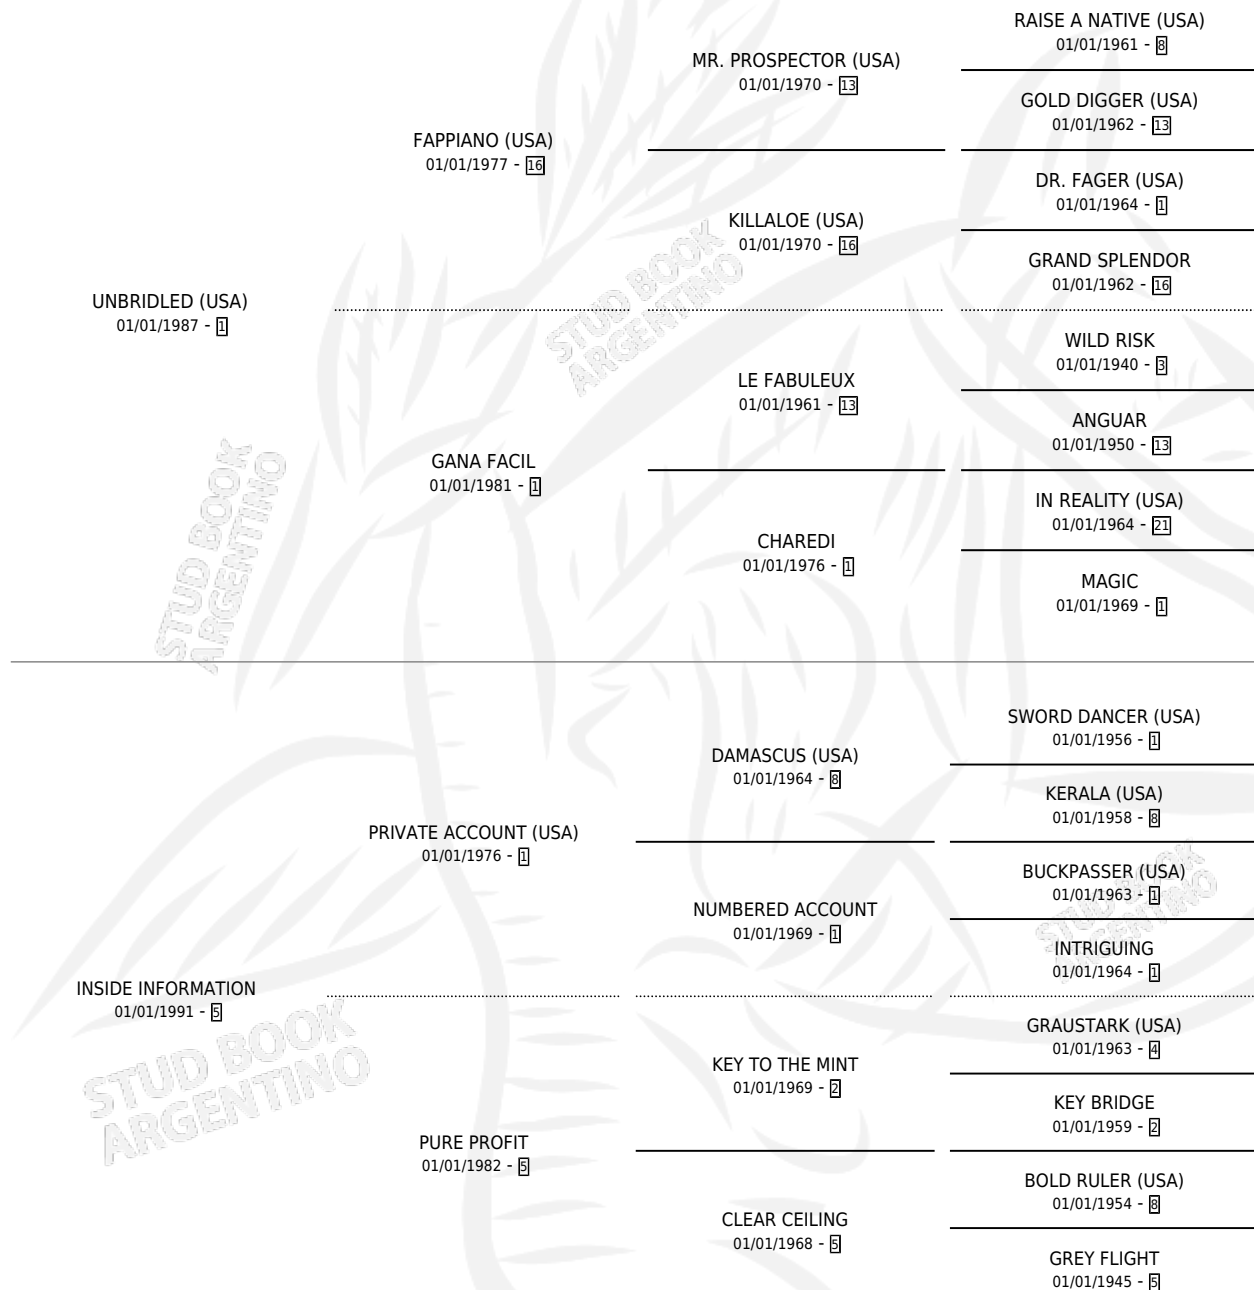 RAISE A NATIVE (USA)
01/01/1961 - 8
MR. PROSPECTOR (USA)
01/01/1970 - 13
GOLD DIGGER (USA)
01/01/1962 - 13
FAPPIANO (USA)
01/01/1977 - 16
DR. FAGER (USA)
01/01/1964 - 1
KILLALOE (USA)
01/01/1970 - 16
GRAND SPLENDOR
01/01/1962 - 16
UNBRIDLED (USA)
01/01/1987 - 1
WILD RISK
01/01/1940 - 3
LE FABULEUX
01/01/1961 - 13
ANGUAR
01/01/1950 - 13
GANA FACIL
01/01/1981 - 1
IN REALITY (USA)
01/01/1964 - 21
CHAREDI
01/01/1976 - 1
MAGIC
01/01/1969 - 1
SWORD DANCER (USA)
01/01/1956 - 1
DAMASCUS (USA)
01/01/1964 - 8
KERALA (USA)
01/01/1958 - 8
PRIVATE ACCOUNT (USA)
01/01/1976 - 1
BUCKPASSER (USA)
01/01/1963 - 1
NUMBERED ACCOUNT
01/01/1969 - 1
INTRIGUING
01/01/1964 - 1
INSIDE INFORMATION
01/01/1991 - 5
GRAUSTARK (USA)
01/01/1963 - 4
KEY TO THE MINT
01/01/1969 - 2
KEY BRIDGE
01/01/1959 - 2
PURE PROFIT
01/01/1982 - 5
BOLD RULER (USA)
01/01/1954 - 8
CLEAR CEILING
01/01/1968 - 5
GREY FLIGHT
01/01/1945 - 5
STUD BOOK
ARGENTINO
STUD BOOK
ARGENTINO
STUD BOOK
ARGENTINO
STUD BOOK
ARGENTINO